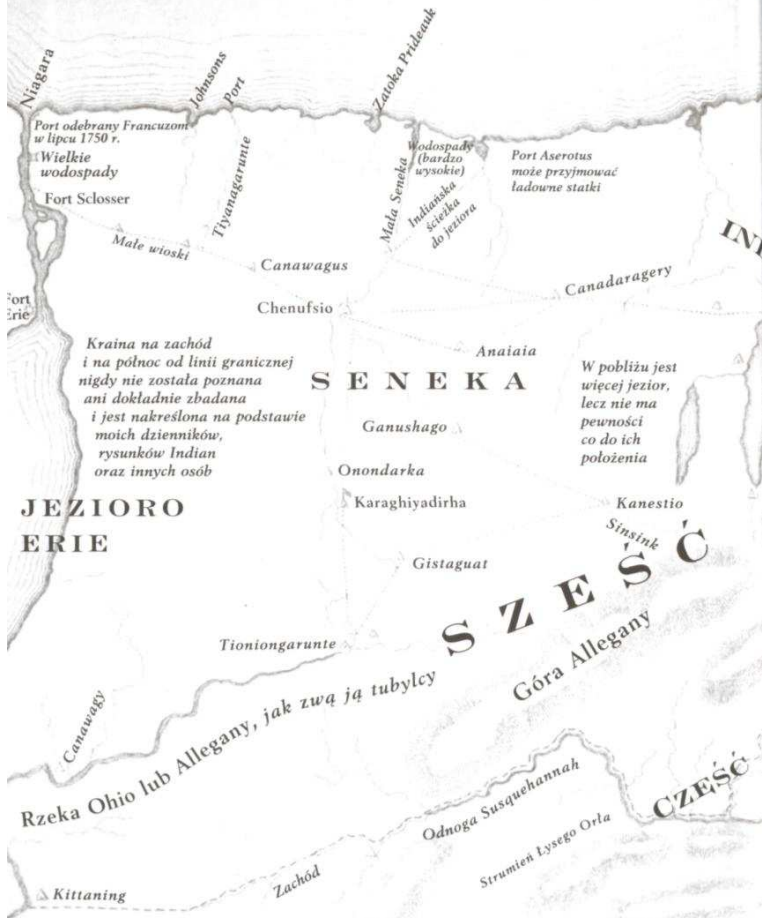 Niagara
Johnsons
Port
Zatoka Prideauk
Port odebrany Francuzom
w lipcu 1750 r.
Wielkie
wodospady
Fort Sclosser
Tiyanagarunte
Mała Seneka
Wodospady
(bardzo
wysokie)
Indiańska
ścieżka
do jeziora
Port Aserotus
może przyjmować
ładowne statki
Małe wioski
Canawagus
Canadaragery
Chenufsio
Fort
Erie
Anaiaia
Kraina na zachód
i na północ od linii granicznej
nigdy nie została poznana
ani dokładnie zbadana
i jest nakreślona na podstawie
moich dzienników,
rysunków Indian
oraz innych osób
SENEKA
W pobliżu jest
więcej jezior,
lecz nie ma
pewności
co do ich
położenia
Ganushago
Onondarka
Karaghiyadirha
Kanestio
Sinsink
JEZIORO
ERIE
Gistaguat
SZEŚĆ
Tioniongarunte
Góra Allegany
Canawagy
Rzeka Ohio lub Allegany, jak zwą ją tubylcy
Odnoga Susquehannah
CZEŚĆ
Strumień Łysego Orła
Zachód
Kittaning